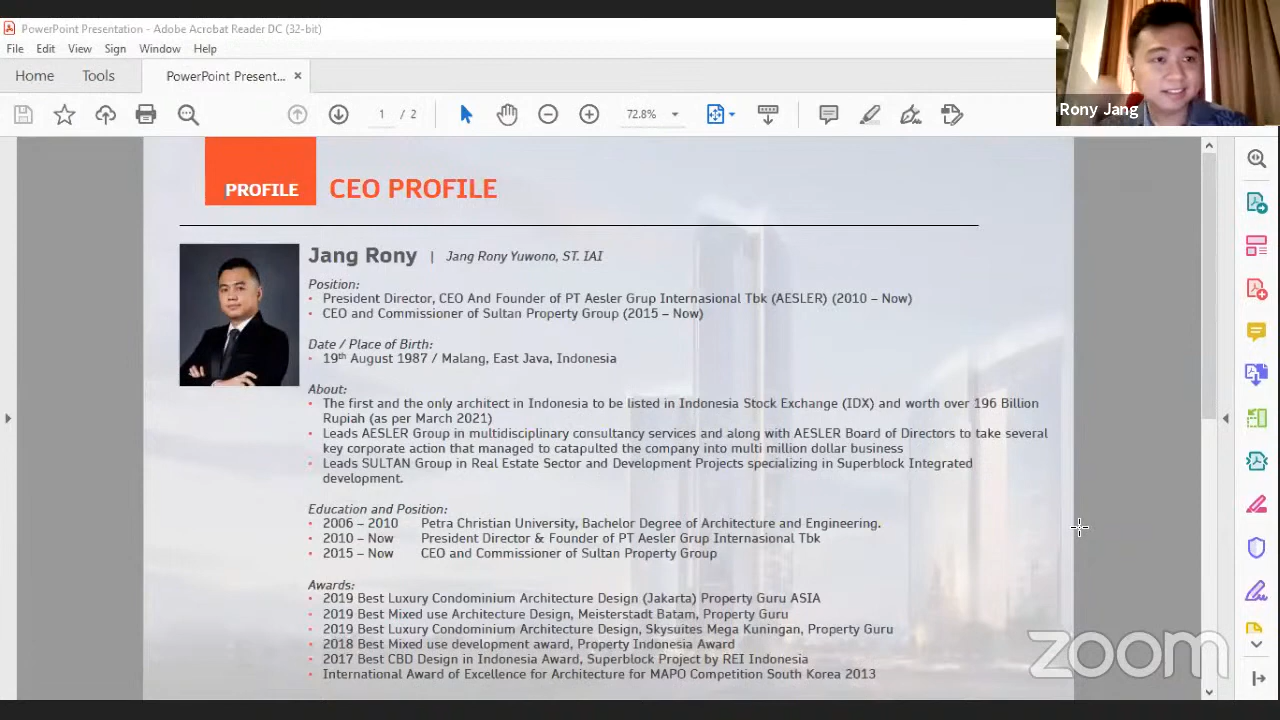 PowerPoint Presentation - Adobe Acrobat Reader DC (32-bit)
File Edit View Sign Window Help
Home Tools PowerPoint Present... ×
1 / 2 72.8%
Rony Jang
PROFILE CEO PROFILE
Jang Rony | Jang Rony Yuwono, ST. IAI
Position:
• President Director, CEO And Founder of PT Aesler Grup Internasional Tbk (AESLER) (2010 – Now)
• CEO and Commissioner of Sultan Property Group (2015 – Now)
Date / Place of Birth:
• 19th August 1987 / Malang, East Java, Indonesia
About:
• The first and the only architect in Indonesia to be listed in Indonesia Stock Exchange (IDX) and worth over 196 Billion
Rupiah (as per March 2021)
• Leads AESLER Group in multidisciplinary consultancy services and along with AESLER Board of Directors to take several
key corporate action that managed to catapulted the company into multi million dollar business
• Leads SULTAN Group in Real Estate Sector and Development Projects specializing in Superblock Integrated
development.
Education and Position:
• 2006 – 2010 Petra Christian University, Bachelor Degree of Architecture and Engineering.
• 2010 – Now President Director & Founder of PT Aesler Grup Internasional Tbk
• 2015 – Now CEO and Commissioner of Sultan Property Group
Awards:
• 2019 Best Luxury Condominium Architecture Design (Jakarta) Property Guru ASIA
• 2019 Best Mixed use Architecture Design, Meisterstadt Batam, Property Guru
• 2019 Best Luxury Condominium Architecture Design, Skysuites Mega Kuningan, Property Guru
• 2018 Best Mixed use development award, Property Indonesia Award
• 2017 Best CBD Design in Indonesia Award, Superblock Project by REI Indonesia
• International Award of Excellence for Architecture for MAPO Competition South Korea 2013
zoom